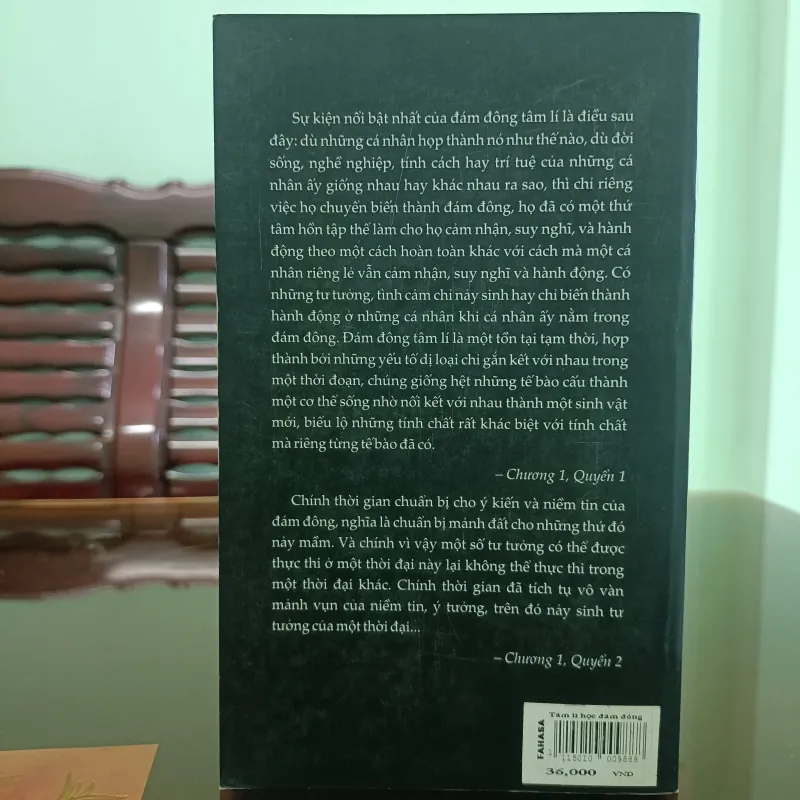 Sự kiện nổi bật nhất của đám đông tâm lí là điều sau
đây: dù những cá nhân họp thành nó như thế nào, dù đời
sống, nghề nghiệp, tính cách hay trí tuệ của những cá
nhân ấy giống nhau hay khác nhau ra sao, thì chỉ riêng
việc họ chuyển biến thành đám đông, họ đã có một thứ
tâm hồn tập thể làm cho họ cảm nhận, suy nghĩ, và hành
động theo một cách hoàn toàn khác với cách mà một cá
nhân riêng lẻ vẫn cảm nhận, suy nghĩ và hành động. Có
những tư tưởng, tình cảm chỉ nảy sinh hay chỉ biến thành
hành động ở những cá nhân khi cá nhân ấy nằm trong
đám đông. Đám đông tâm lí là một tồn tại tạm thời, hợp
thành bởi những yếu tố dị loại chỉ gắn kết với nhau trong
một thời đoạn, chúng giống hệt những tế bào cấu thành
một cơ thể sống nhờ nối kết với nhau thành một sinh vật
mới, biểu lộ những tính chất rất khác biệt với tính chất
mà riêng từng tế bào đã có.
– Chương 1, Quyển 1
Chính thời gian chuẩn bị cho ý kiến và niềm tin của
đám đông, nghĩa là chuẩn bị mảnh đất cho những thứ đó
nảy mầm. Và chính vì vậy một số tư tưởng có thể được
thực thi ở một thời đại này lại không thể thực thi trong
một thời đại khác. Chính thời gian đã tích tụ vô vàn
mảnh vụn của niềm tin, ý tưởng, trên đó nảy sinh tư
tưởng của một thời đại...
– Chương 1, Quyển 2
Tâm lí học đám đông
FAHASA
1 118010 009888
36,000 VND